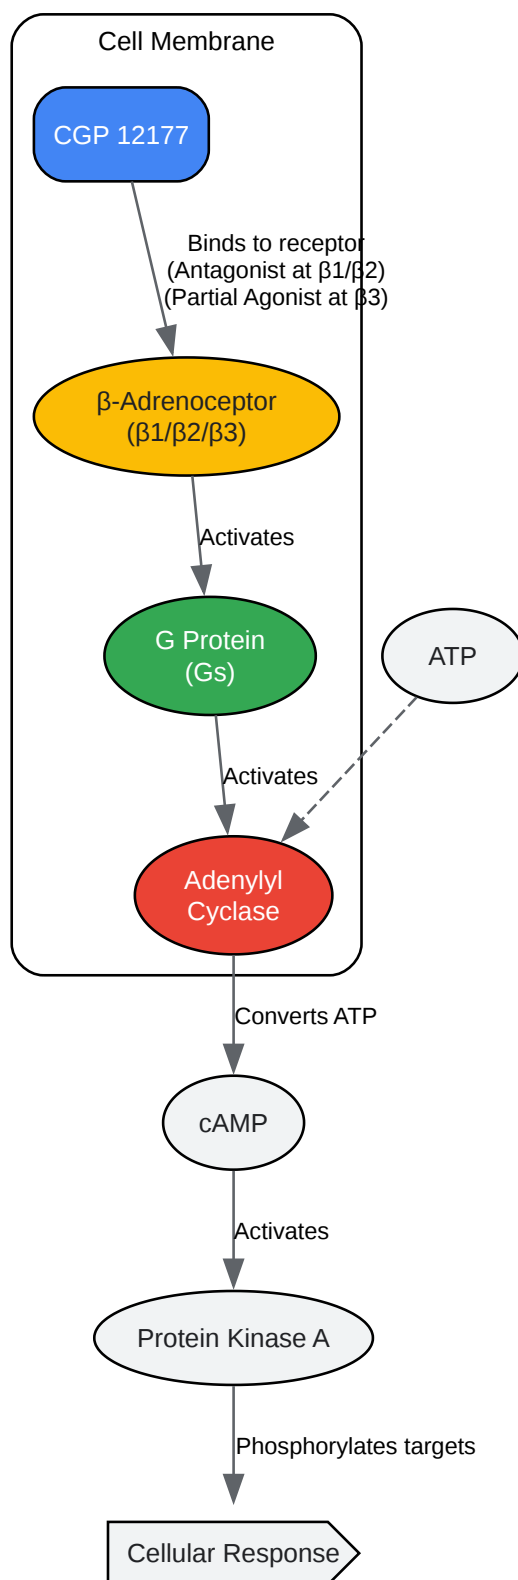 Cell Membrane
CGP 12177
Binds to receptor
(Antagonist at β1/β2)
(Partial Agonist at β3)
β-Adrenoceptor
(β1/β2/β3)
Activates
G Protein
(Gs)
ATP
Activates
Adenylyl
Cyclase
Converts ATP
cAMP
Activates
Protein Kinase A
Phosphorylates targets
Cellular Response